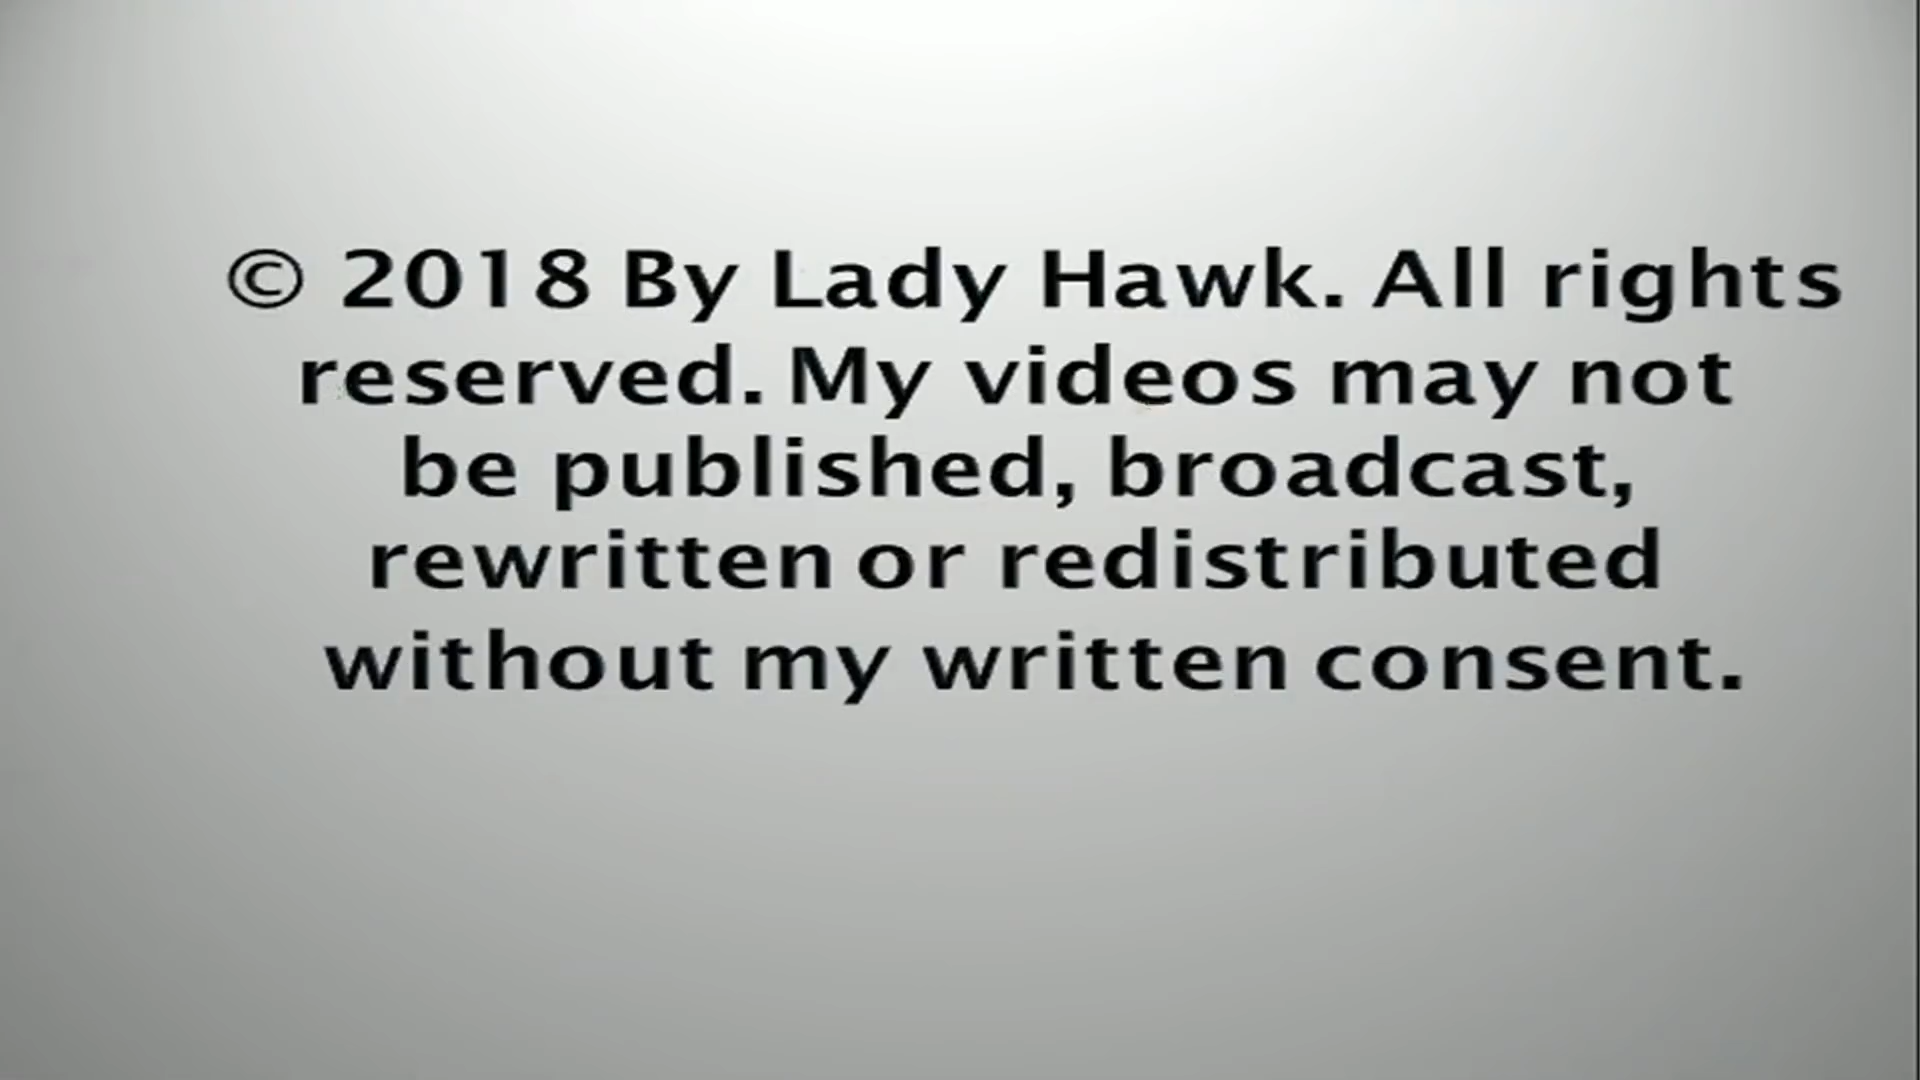 © 2018 By Lady Hawk. All rights
reserved. My videos may not
be published, broadcast,
rewritten or redistributed
without my written consent.